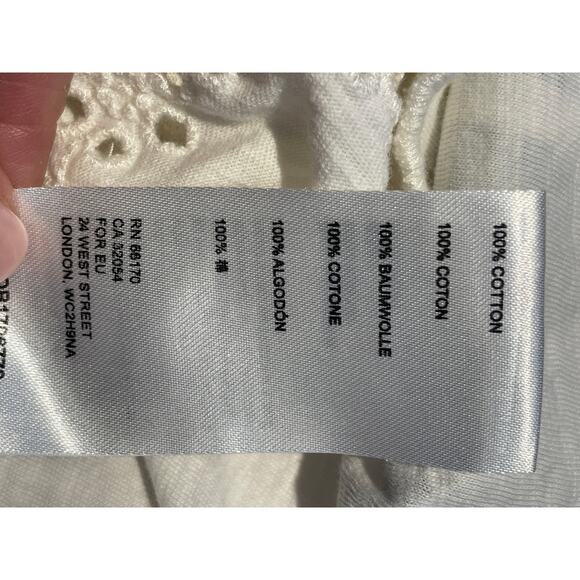 100% COTTON
100% COTON
100% BAUMWOLLE
100% COTONE
100% ALGODÓN
100% 棉
RN 66170
CA 32054
FOR EU
24 WEST STREET
LONDON, WC2H9NA